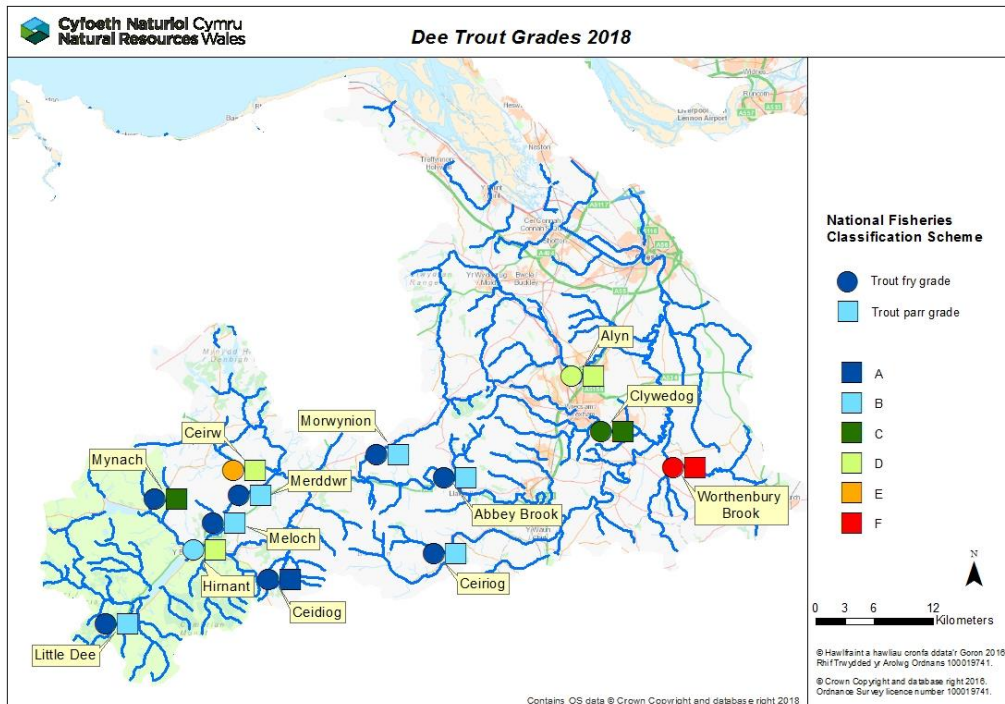 Cyfoeth Naturiol Cymru
Natural Resources Wales
Dee Trout Grades 2018
Neston
Alyn
Clywedog
Morwynion
Ceirw
Mynach
Merddwr
Abbey Brook
Worthenbury
Brook
Meloch
Hirnant
Ceidiog
Ceiriog
Little Dee
National Fisheries
Classification Scheme
Trout fry grade
Trout parr grade
A
B
C
D
E
F
N
0 3 6 12
Kilometers
© Hawlfraint a hawliau cronfa ddata'r Goron 2016
Rhif Trwydded yr Arolwg Ordnans 100019741.
© Crown Copyright and database right 2016.
Ordnance Survey licence number 100019741.
Contains OS data © Crown Copyright and database right 2018